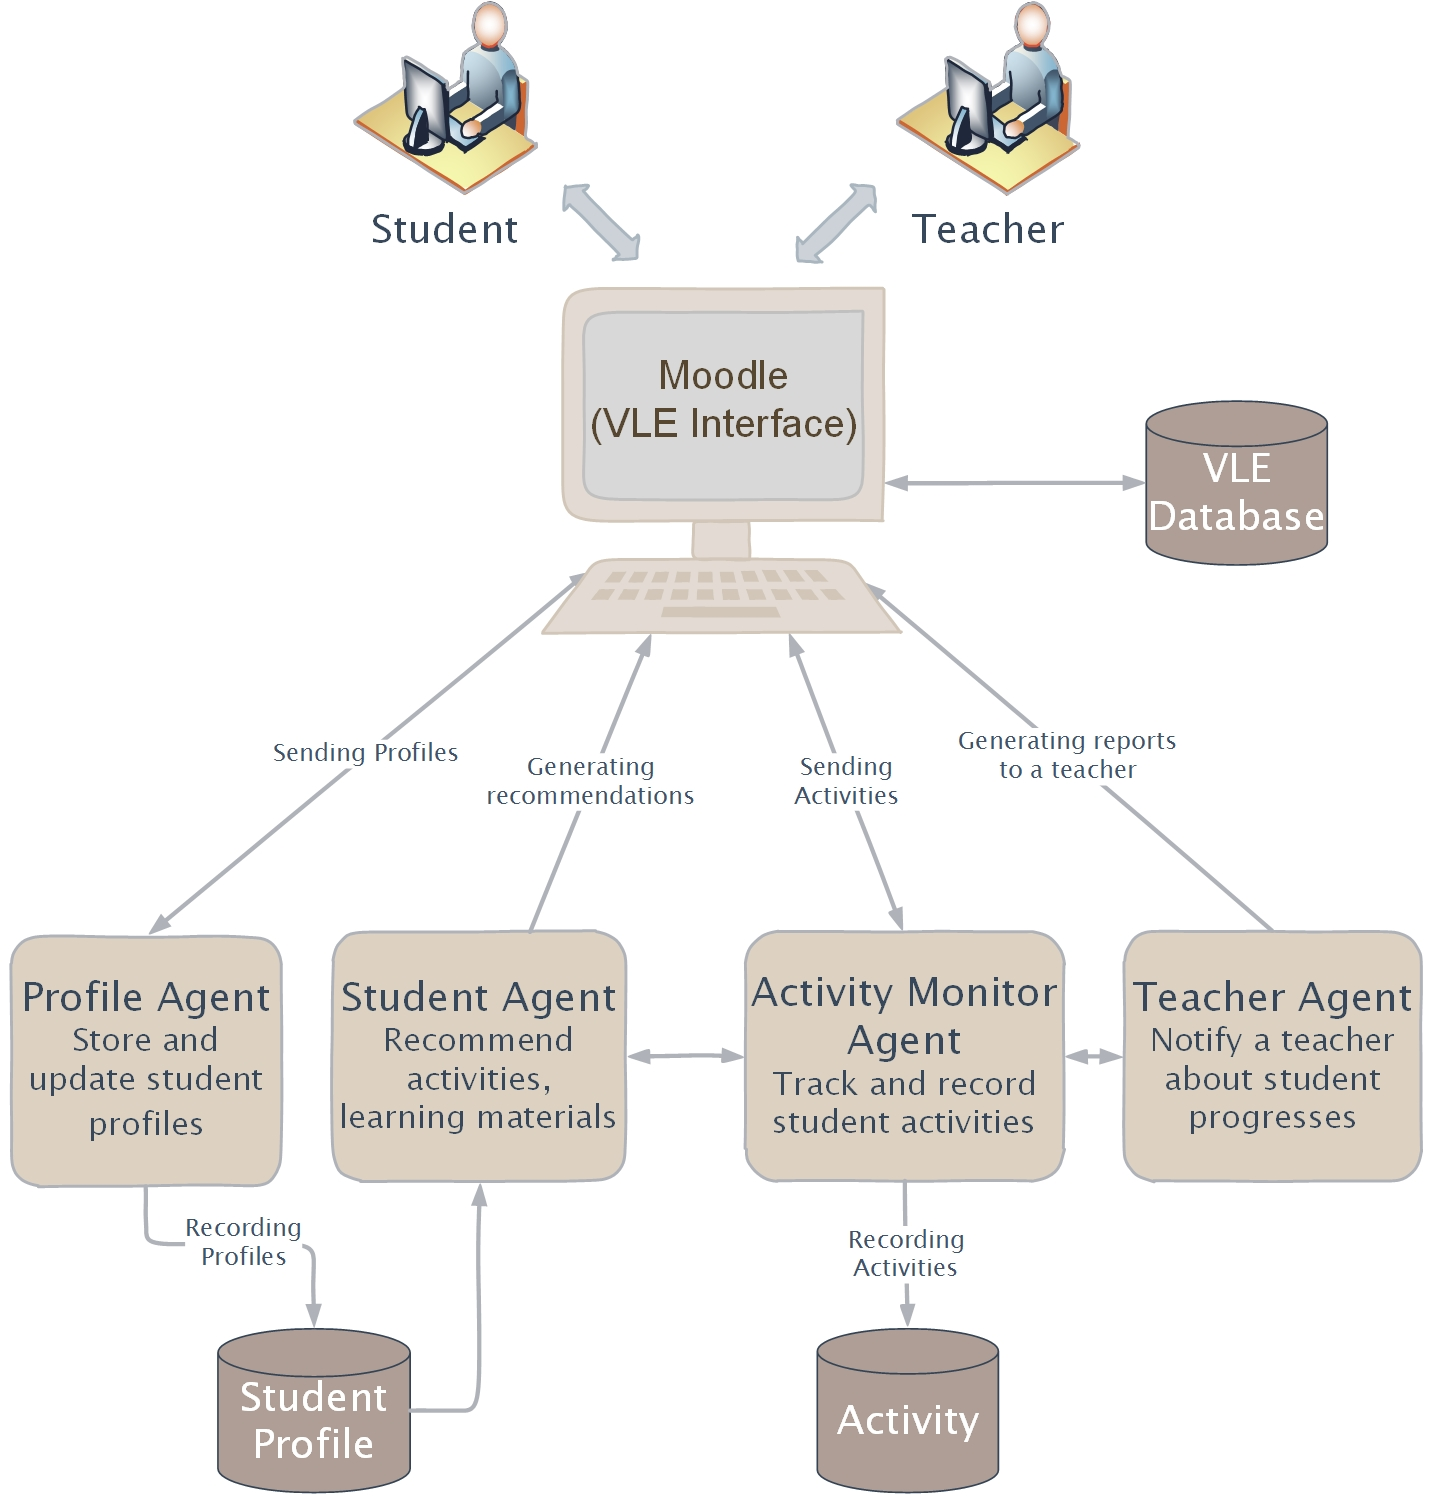 Student
Teacher
Moodle
(VLE Interface)
VLE
Database
Sending Profiles
Generating
recommendations
Sending
Activities
Generating reports
to a teacher
Profile Agent
Store and
update student
profiles
Student Agent
Recommend
activities,
learning materials
Activity Monitor
Agent
Track and record
student activities
Teacher Agent
Notify a teacher
about student
progresses
Recording
Profiles
Recording
Activities
Student
Profile
Activity